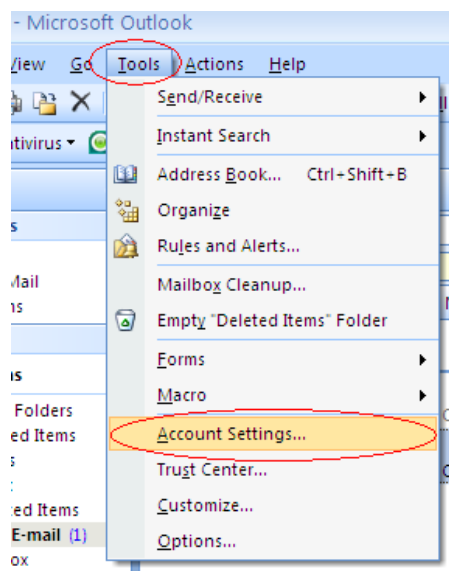 - Microsoft Outlook
View Go Tools Actions Help
Send/Receive
ntivirus
Instant Search
Address Book... Ctrl+Shift+B
Organize
s
Rules and Alerts...
Mail
Mailbox Cleanup...
ns
Empty "Deleted Items" Folder
Forms
s
Macro
Folders
ed Items
Account Settings...
s
Trust Center...
ted Items
Customize...
E-mail (1)
Options...
ox